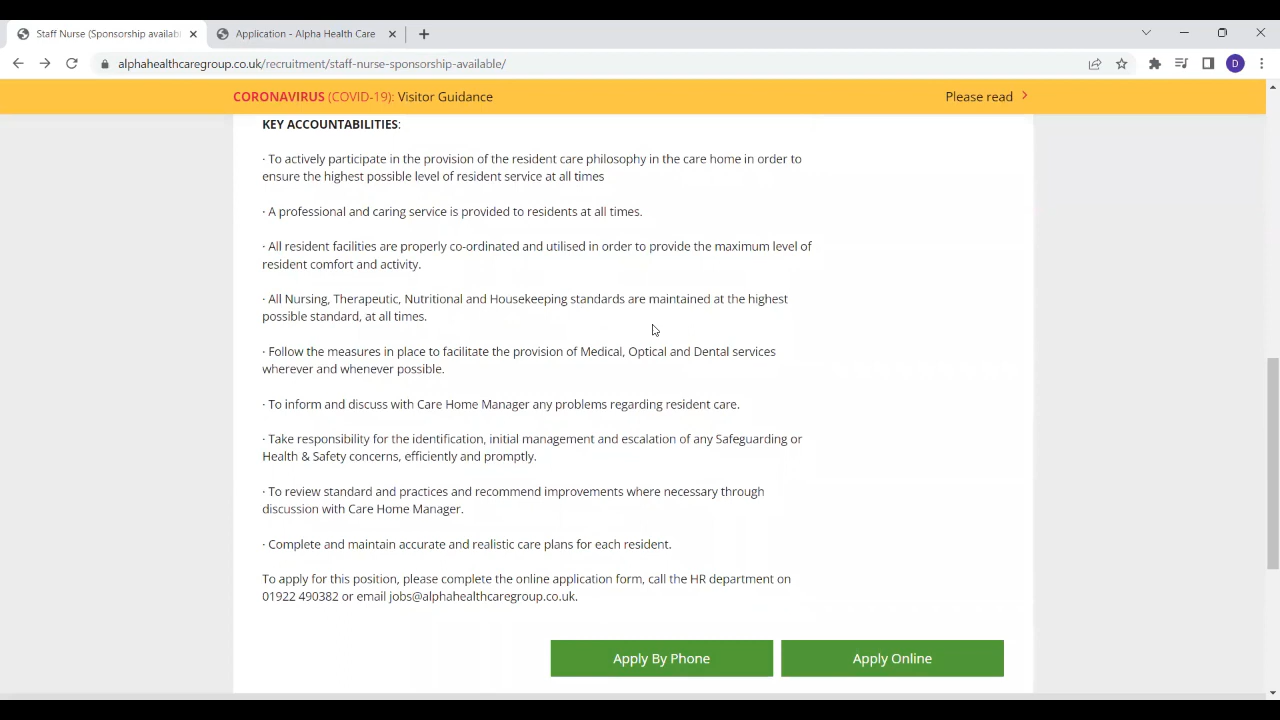 Staff Nurse (Sponsorship availab
Application - Alpha Health Care
alphahealthcaregroup.co.uk/recruitment/staff-nurse-sponsorship-available/
D
CORONAVIRUS (COVID-19): Visitor Guidance
Please read
KEY ACCOUNTABILITIES:
· To actively participate in the provision of the resident care philosophy in the care home in order to
ensure the highest possible level of resident service at all times
· A professional and caring service is provided to residents at all times.
· All resident facilities are properly co-ordinated and utilised in order to provide the maximum level of
resident comfort and activity.
· All Nursing, Therapeutic, Nutritional and Housekeeping standards are maintained at the highest
possible standard, at all times.
· Follow the measures in place to facilitate the provision of Medical, Optical and Dental services
wherever and whenever possible.
· To inform and discuss with Care Home Manager any problems regarding resident care.
· Take responsibility for the identification, initial management and escalation of any Safeguarding or
Health & Safety concerns, efficiently and promptly.
· To review standard and practices and recommend improvements where necessary through
discussion with Care Home Manager.
· Complete and maintain accurate and realistic care plans for each resident.
To apply for this position, please complete the online application form, call the HR department on
01922 490382 or email jobs@alphahealthcaregroup.co.uk.
Apply By Phone
Apply Online